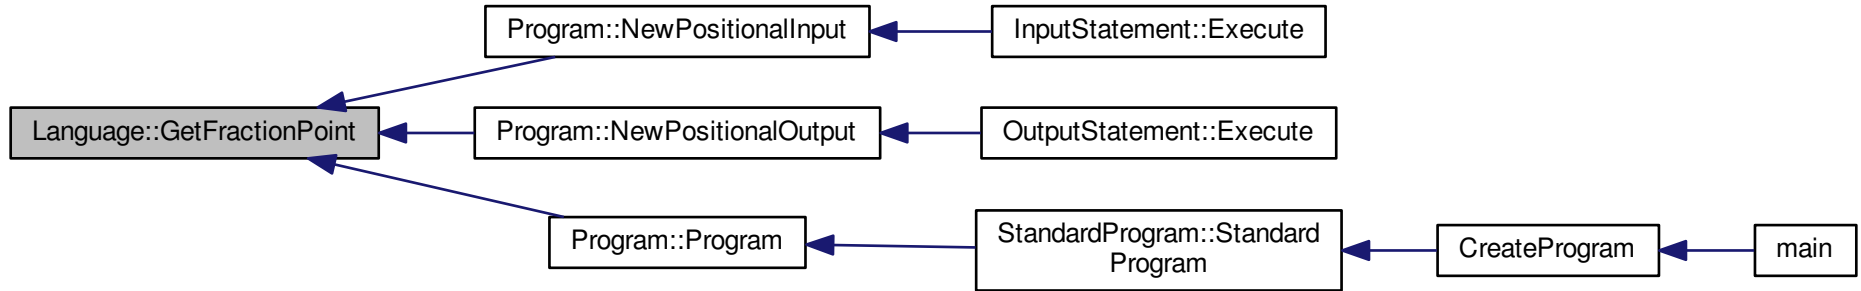 Program::NewPositionalInput
InputStatement::Execute
Language::GetFractionPoint
Program::NewPositionalOutput
OutputStatement::Execute
Program::Program
StandardProgram::Standard
Program
CreateProgram
main